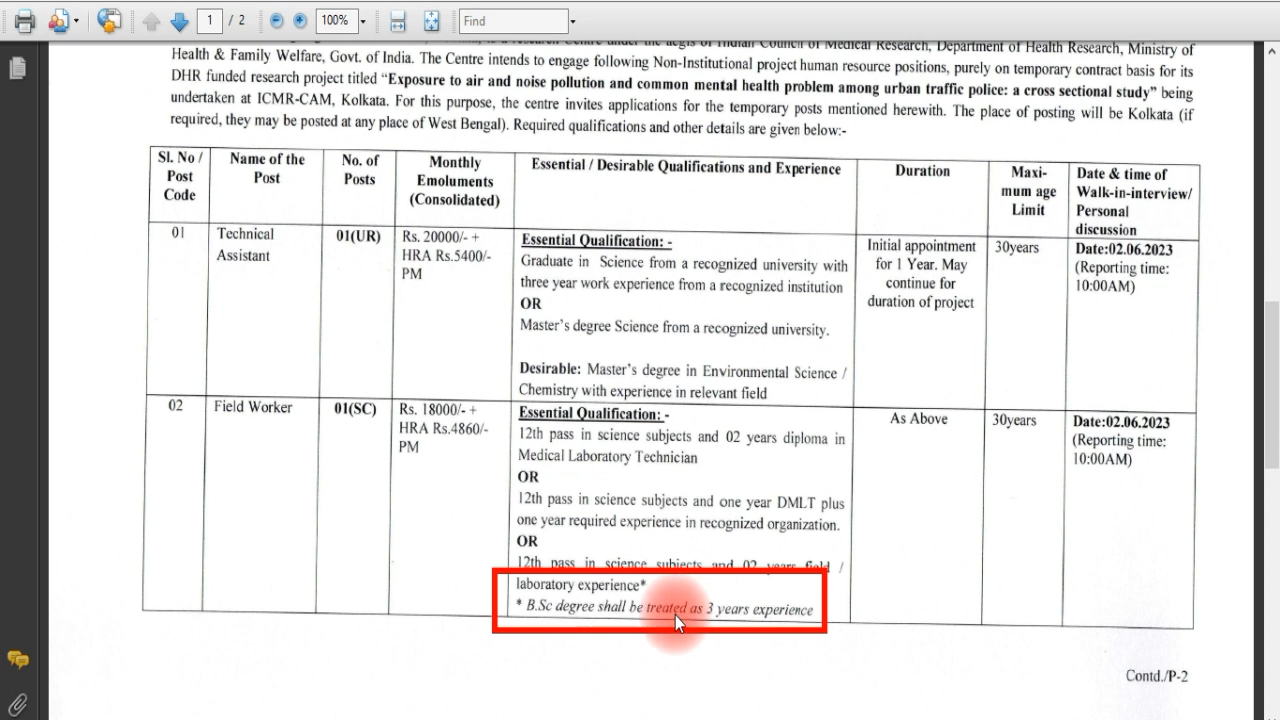 1 / 2
100%
Find
Indian Council of Medical Research, Department of Health Research, Ministry of
Health & Family Welfare, Govt. of India. The Centre intends to engage following Non-Institutional project human resource positions, purely on temporary contract basis for its
DHR funded research project titled “Exposure to air and noise pollution and common mental health problem among urban traffic police: a cross sectional study” being
undertaken at ICMR-CAM, Kolkata. For this purpose, the centre invites applications for the temporary posts mentioned herewith. The place of posting will be Kolkata (if
required, they may be posted at any place of West Bengal). Required qualifications and other details are given below:-
Sl. No /
Post
Code
Name of the
Post
No. of
Posts
Monthly
Emoluments
(Consolidated)
Essential / Desirable Qualifications and Experience
Duration
Maxi-
mum age
Limit
Date & time of
Walk-in-interview/
Personal
discussion
01
Technical
Assistant
01(UR)
Rs. 20000/- +
HRA Rs.5400/-
PM
Essential Qualification: -
Graduate in Science from a recognized university with
three year work experience from a recognized institution
OR
Master’s degree Science from a recognized university.
Desirable: Master’s degree in Environmental Science /
Chemistry with experience in relevant field
Initial appointment
for 1 Year. May
continue for
duration of project
30years
Date:02.06.2023
(Reporting time:
10:00AM)
02
Field Worker
01(SC)
Rs. 18000/- +
HRA Rs.4860/-
PM
Essential Qualification: -
12th pass in science subjects and 02 years diploma in
Medical Laboratory Technician
OR
12th pass in science subjects and one year DMLT plus
one year required experience in recognized organization.
OR
12th pass in science subjects and 02 years field /
laboratory experience*
* B.Sc degree shall be treated as 3 years experience
As Above
30years
Date:02.06.2023
(Reporting time:
10:00AM)
Contd./P-2